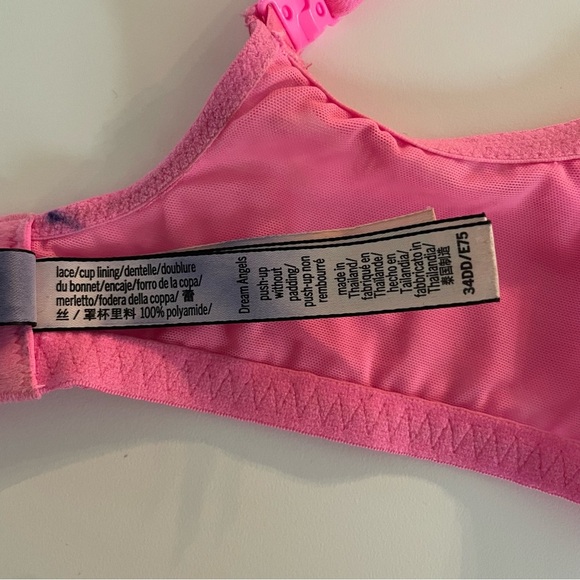 lace/cup lining/dentelle/doublure
du bonnet/encaje/forro de la copa/
merletto/fodera della coppa/ 蕾
丝 / 罩杯里料 100% polyamide/
Dream Angels
push-up
without
padding/
push-up non
rembourré
made in
Thailand/
fabriqué en
Thaïlande/
hecho en
Tailandia/
fabbricato in
Thailandia/
泰国制造
34DD/E75